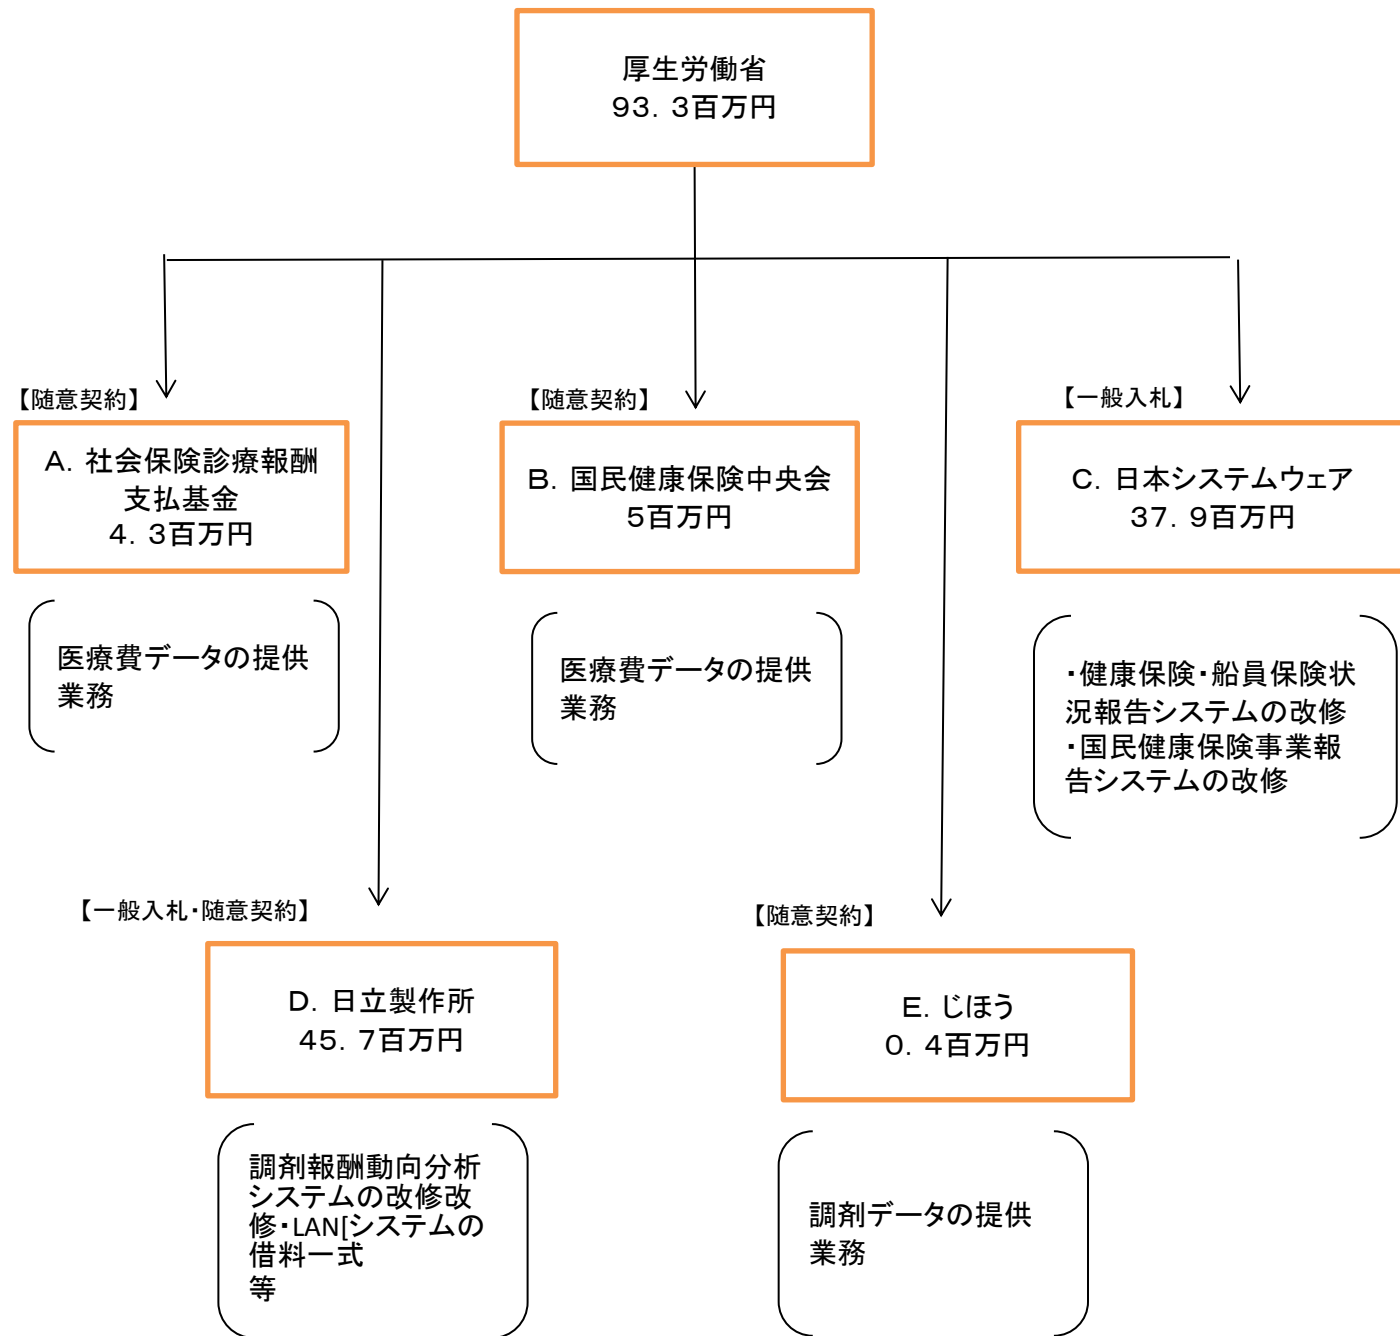 厚生労働省
93．3百万円
【随意契約】
A．社会保険診療報酬
支払基金
4．3百万円
医療費データの提供
業務
【随意契約】
B．国民健康保険中央会
5百万円
医療費データの提供
業務
【一般入札】
C．日本システムウェア
37．9百万円
・健康保険・船員保険状
況報告システムの改修
・国民健康保険事業報
告システムの改修
【一般入札・随意契約】
D．日立製作所
45．7百万円
調剤報酬動向分析
システムの改修改
修・LAN[システムの
借料一式
等
【随意契約】
E．じほう
0．4百万円
調剤データの提供
業務